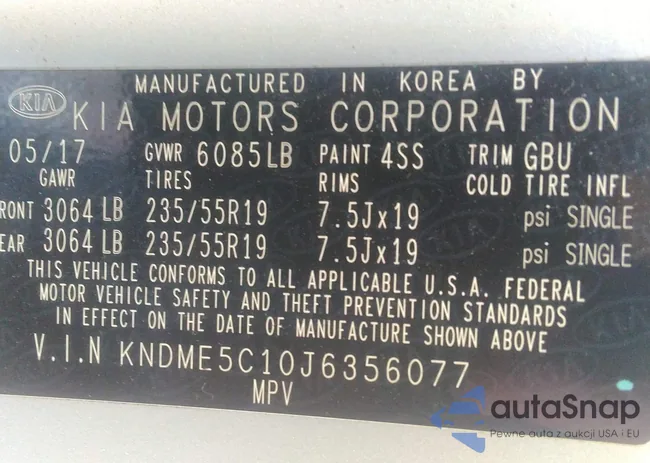 MANUFACTURED IN KOREA BY
KIA KIA MOTORS CORPORATION
05/17 GVWR 6085LB PAINT 4SS TRIM GBU
GAWR TIRES RIMS COLD TIRE INFL
RONT 3064 LB 235/55R19 7.5Jx19 psi SINGLE
EAR 3064 LB 235/55R19 7.5Jx19 psi SINGLE
THIS VEHICLE CONFORMS TO ALL APPLICABLE U.S.A. FEDERAL
MOTOR VEHICLE SAFETY AND THEFT PREVENTION STANDARDS
IN EFFECT ON THE DATE OF MANUFACTURE SHOWN ABOVE
V.I.N KNDME5C10J6356077
MPV
autaSnap
Pewne auta z aukcji USA i EU